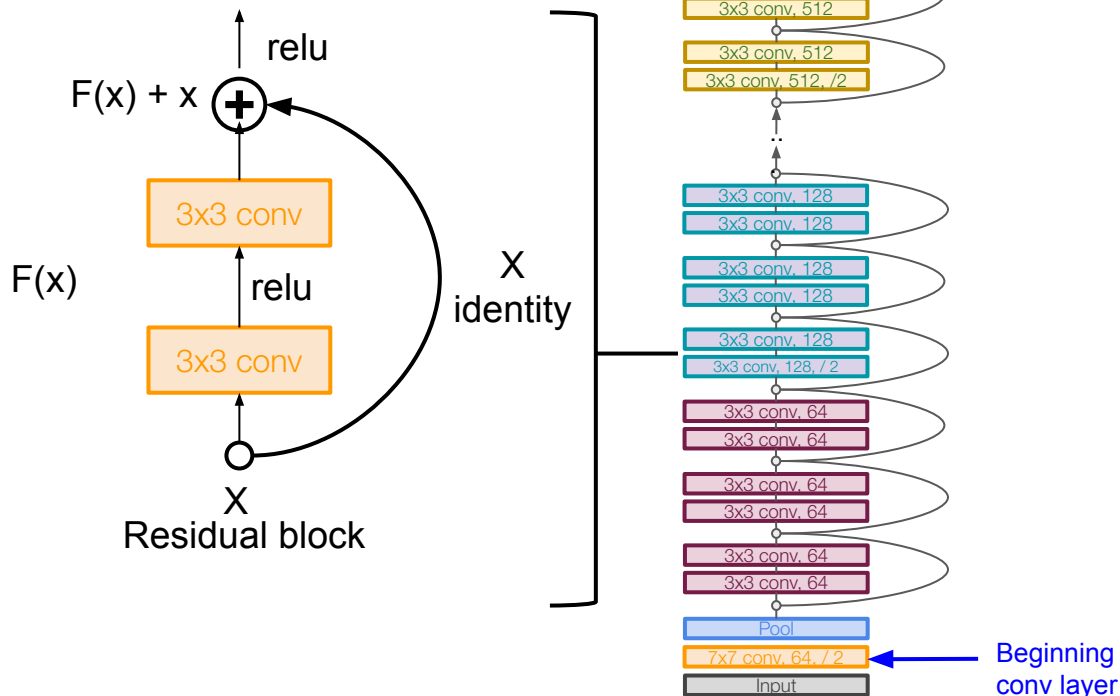 relu
F(x) + x
3x3 conv
F(x)
relu
3x3 conv
X
Residual block
X
identity
3x3 conv, 512
3x3 conv, 512
3x3 conv, 512, /2
..
.
3x3 conv, 128
3x3 conv, 128
3x3 conv, 128
3x3 conv, 128
3x3 conv, 128
3x3 conv, 128, / 2
3x3 conv, 64
3x3 conv, 64
3x3 conv, 64
3x3 conv, 64
3x3 conv, 64
3x3 conv, 64
Pool
7x7 conv, 64, / 2
Input
Beginning
conv layer